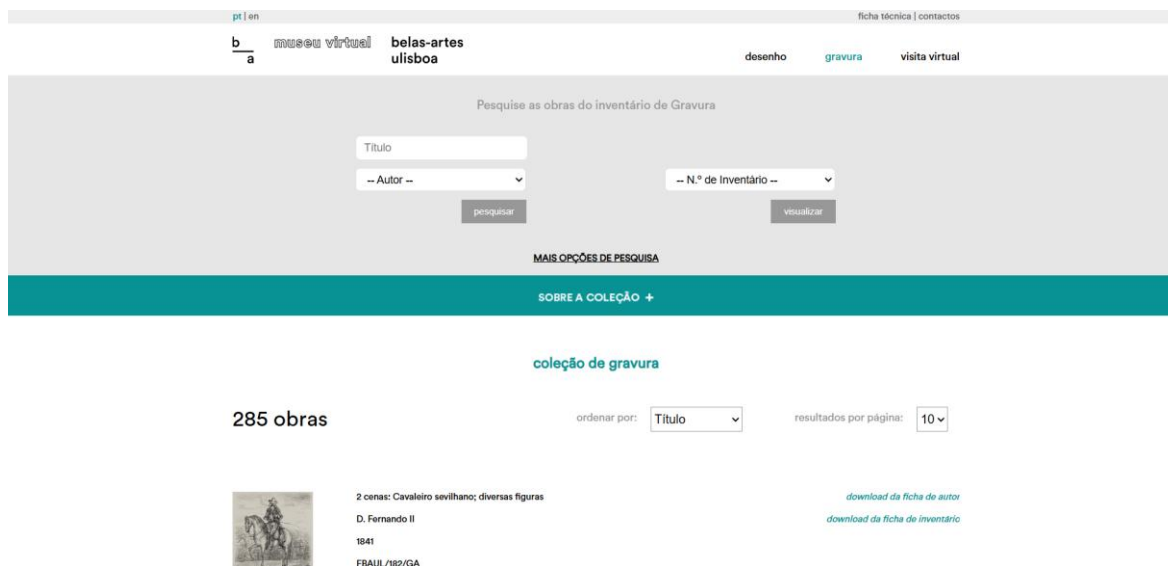 pt | en
ficha técnica | contactos
b
a
museu virtual
belas-artes
ulisboa
desenho
gravura
visita virtual
Pesquise as obras do inventário de Gravura
Título
-- Autor --
-- N.º de Inventário --
pesquisar
visualizar
MAIS OPÇÕES DE PESQUISA
SOBRE A COLEÇÃO +
coleção de gravura
285 obras
ordenar por:
Título
resultados por página:
10
2 cenas: Cavaleiro sevilhano; diversas figuras
download da ficha de autor
D. Fernando II
download da ficha de inventário
1841
FBAUL/182/GA